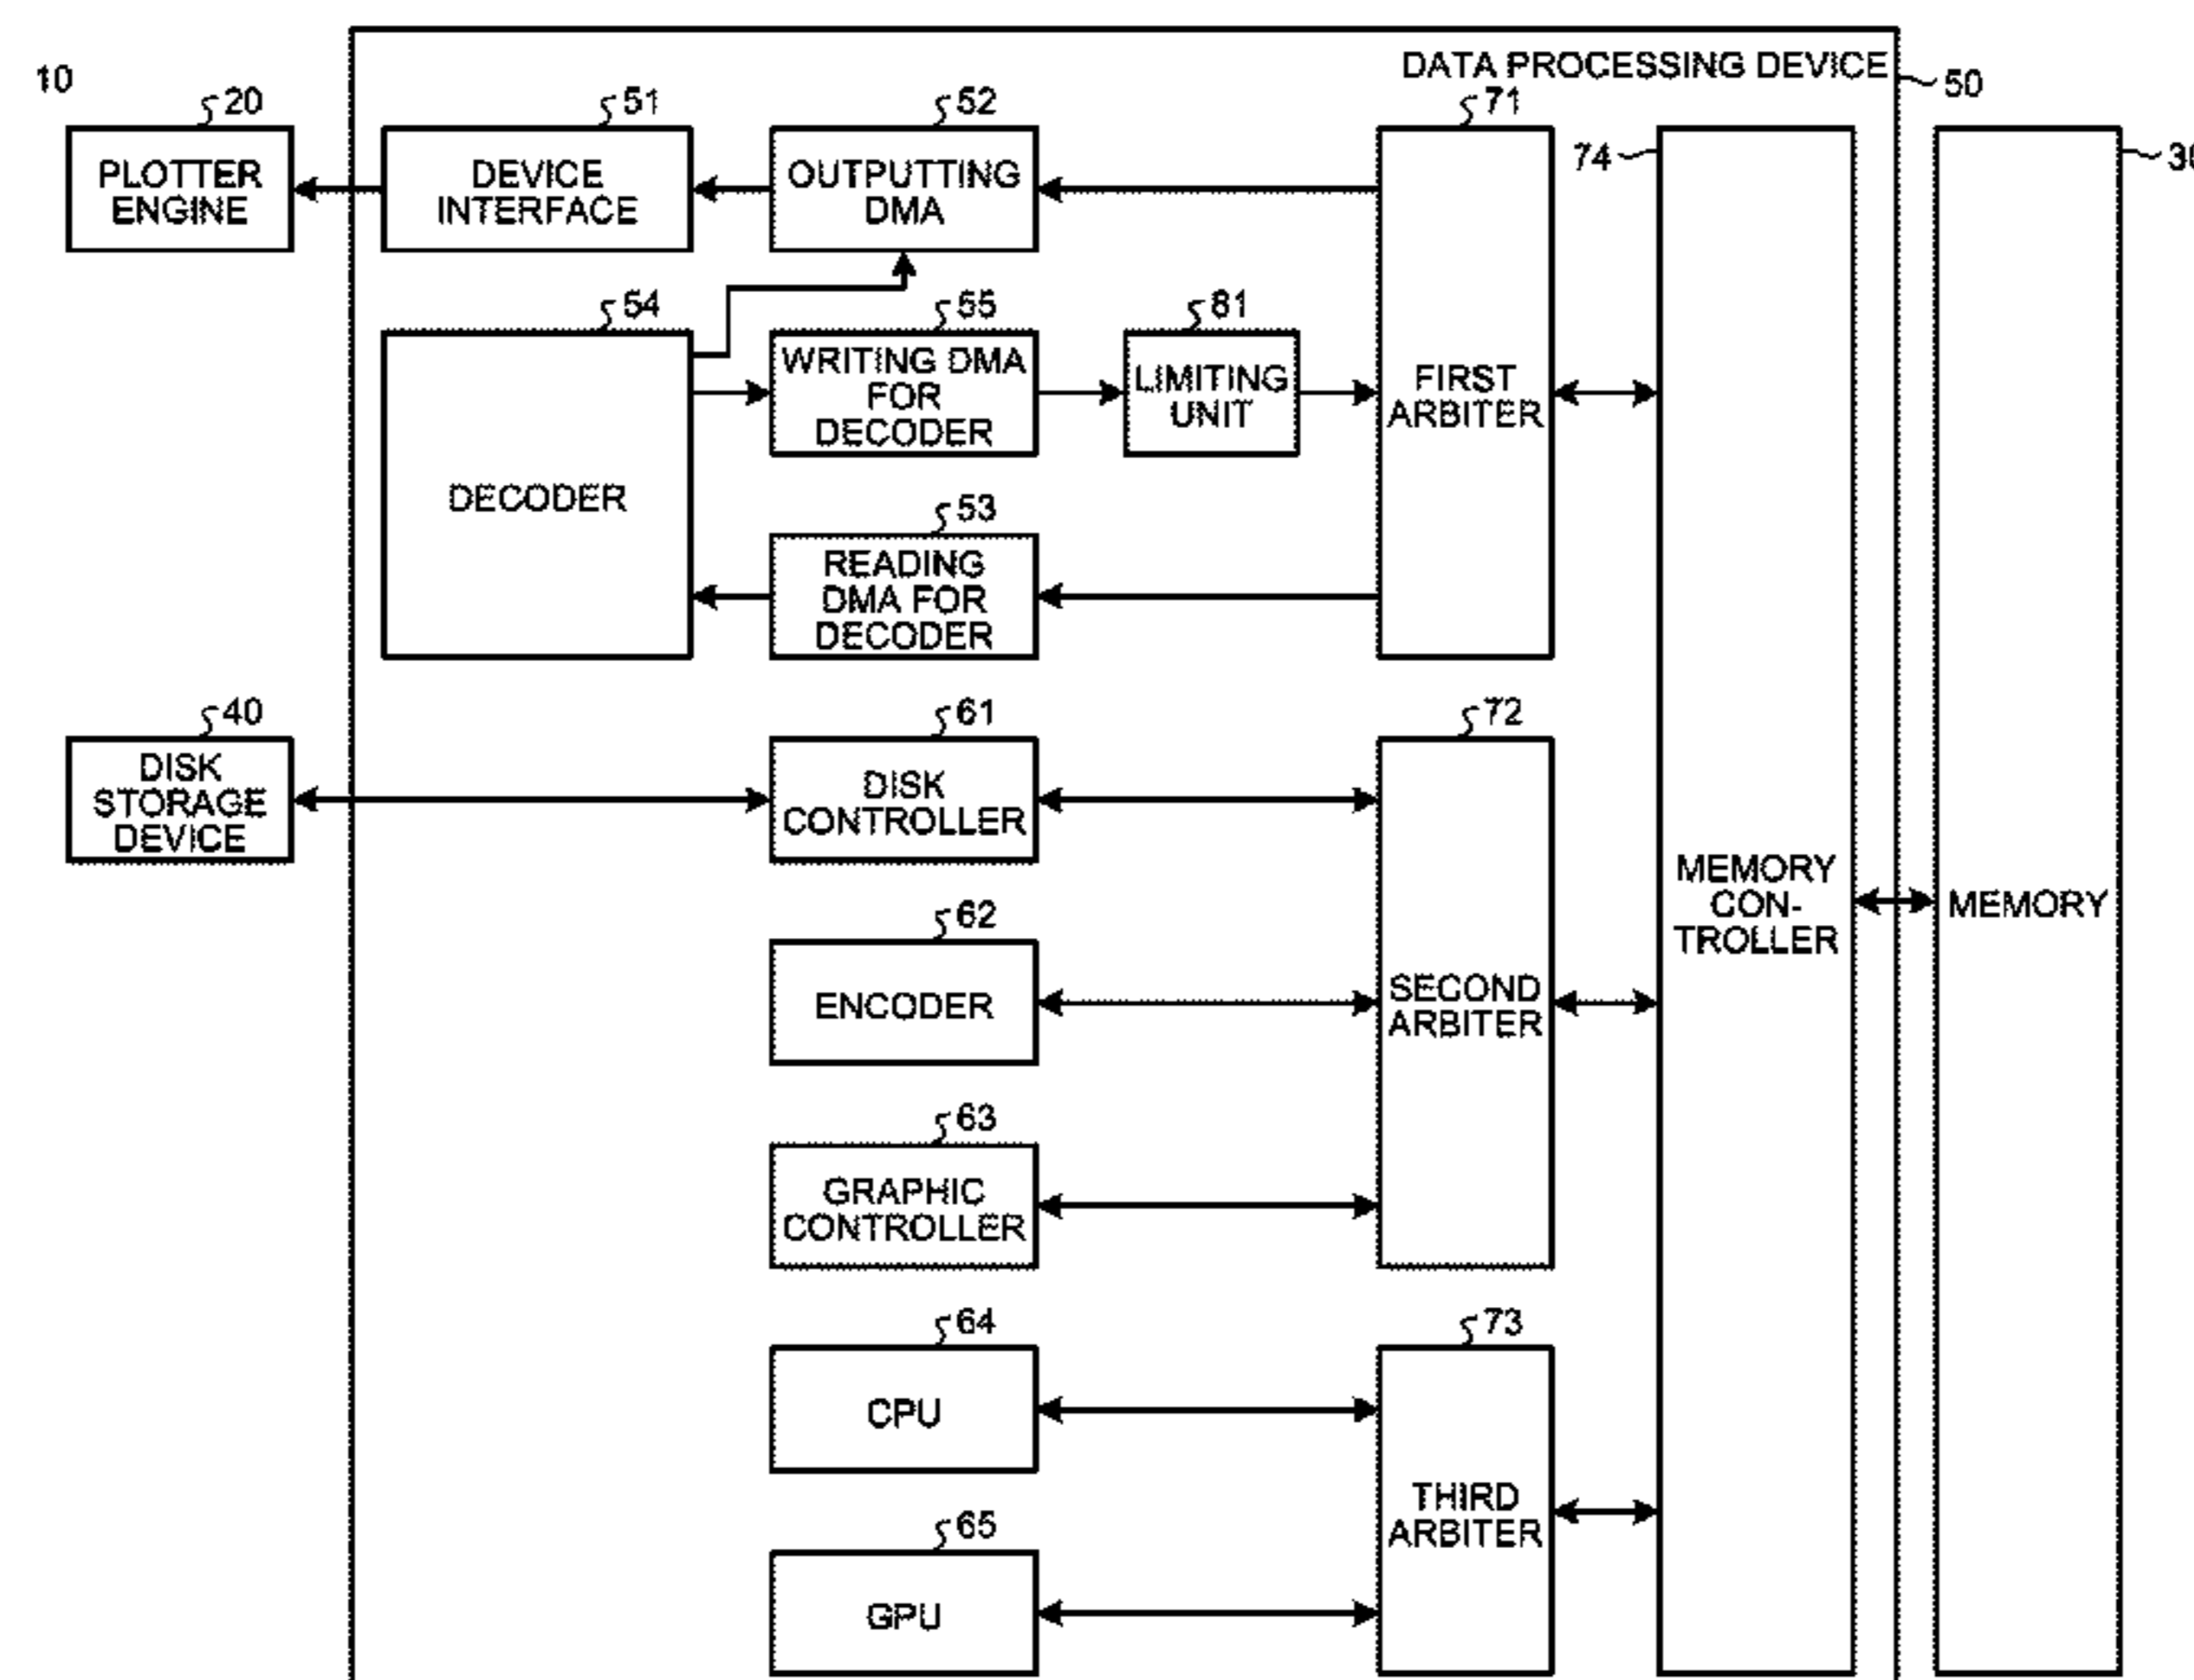 DATA PROCESSING DEVICE
50
10
20
51
52
71
74
PLOTTER
ENGINE
DEVICE
INTERFACE
OUTPUTTING
DMA
54
55
81
WRITING DMA
FOR
DECODER
LIMITING
UNIT
FIRST
ARBITER
DECODER
53
READING
DMA FOR
DECODER
40
61
72
DISK
STORAGE
DEVICE
DISK
CONTROLLER
MEMORY
CON-
TROLLER
MEMORY
62
ENCODER
SECOND
ARBITER
63
GRAPHIC
CONTROLLER
64
73
CPU
THIRD
ARBITER
65
GPU